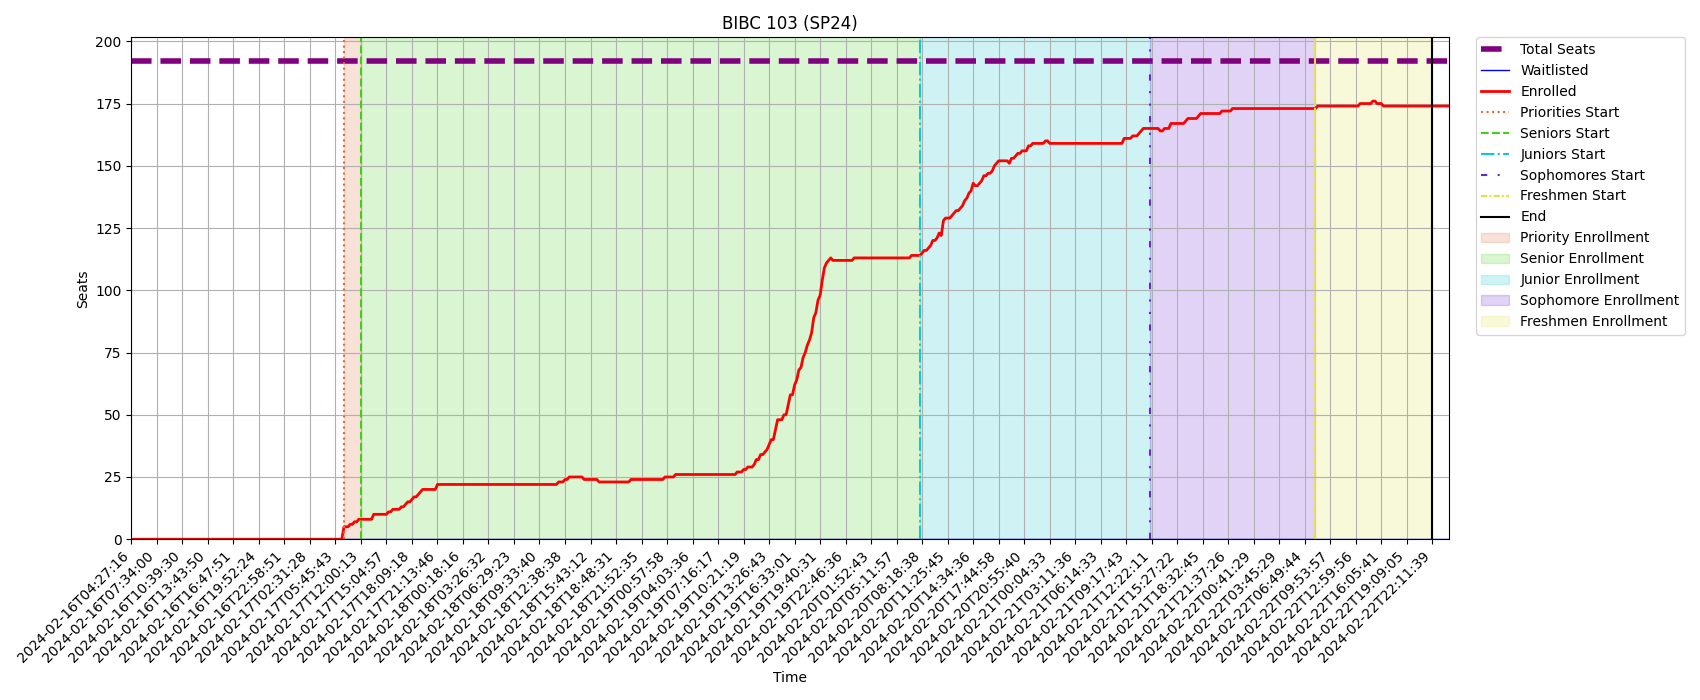 BIBC 103 (SP24)
200
175
150
125
100
75
50
25
0
Seats
2024-02-16T04:27:16
2024-02-16T07:34:00
2024-02-16T10:39:30
2024-02-16T13:43:50
2024-02-16T16:47:51
2024-02-16T19:52:24
2024-02-16T22:58:51
2024-02-17T02:31:28
2024-02-17T05:45:43
2024-02-17T12:00:13
2024-02-17T15:04:57
2024-02-17T18:09:18
2024-02-17T21:13:46
2024-02-18T00:18:16
2024-02-18T03:26:32
2024-02-18T06:29:23
2024-02-18T09:33:40
2024-02-18T12:38:38
2024-02-18T15:43:12
2024-02-18T18:48:31
2024-02-18T21:52:35
2024-02-19T00:57:58
2024-02-19T04:03:36
2024-02-19T07:16:17
2024-02-19T10:21:19
2024-02-19T13:26:43
2024-02-19T16:33:01
2024-02-19T19:40:31
2024-02-19T22:46:36
2024-02-20T01:52:43
2024-02-20T05:11:57
2024-02-20T08:18:38
2024-02-20T11:25:45
2024-02-20T14:34:36
2024-02-20T17:44:58
2024-02-20T20:55:40
2024-02-21T00:04:33
2024-02-21T03:11:36
2024-02-21T06:14:33
2024-02-21T09:17:43
2024-02-21T12:22:11
2024-02-21T15:27:22
2024-02-21T18:32:45
2024-02-21T21:37:26
2024-02-22T00:41:29
2024-02-22T03:45:29
2024-02-22T06:49:44
2024-02-22T09:53:57
2024-02-22T12:59:56
2024-02-22T16:05:41
2024-02-22T19:09:05
2024-02-22T22:11:39
Time
Total Seats
Waitlisted
Enrolled
Priorities Start
Seniors Start
Juniors Start
Sophomores Start
Freshmen Start
End
Priority Enrollment
Senior Enrollment
Junior Enrollment
Sophomore Enrollment
Freshmen Enrollment